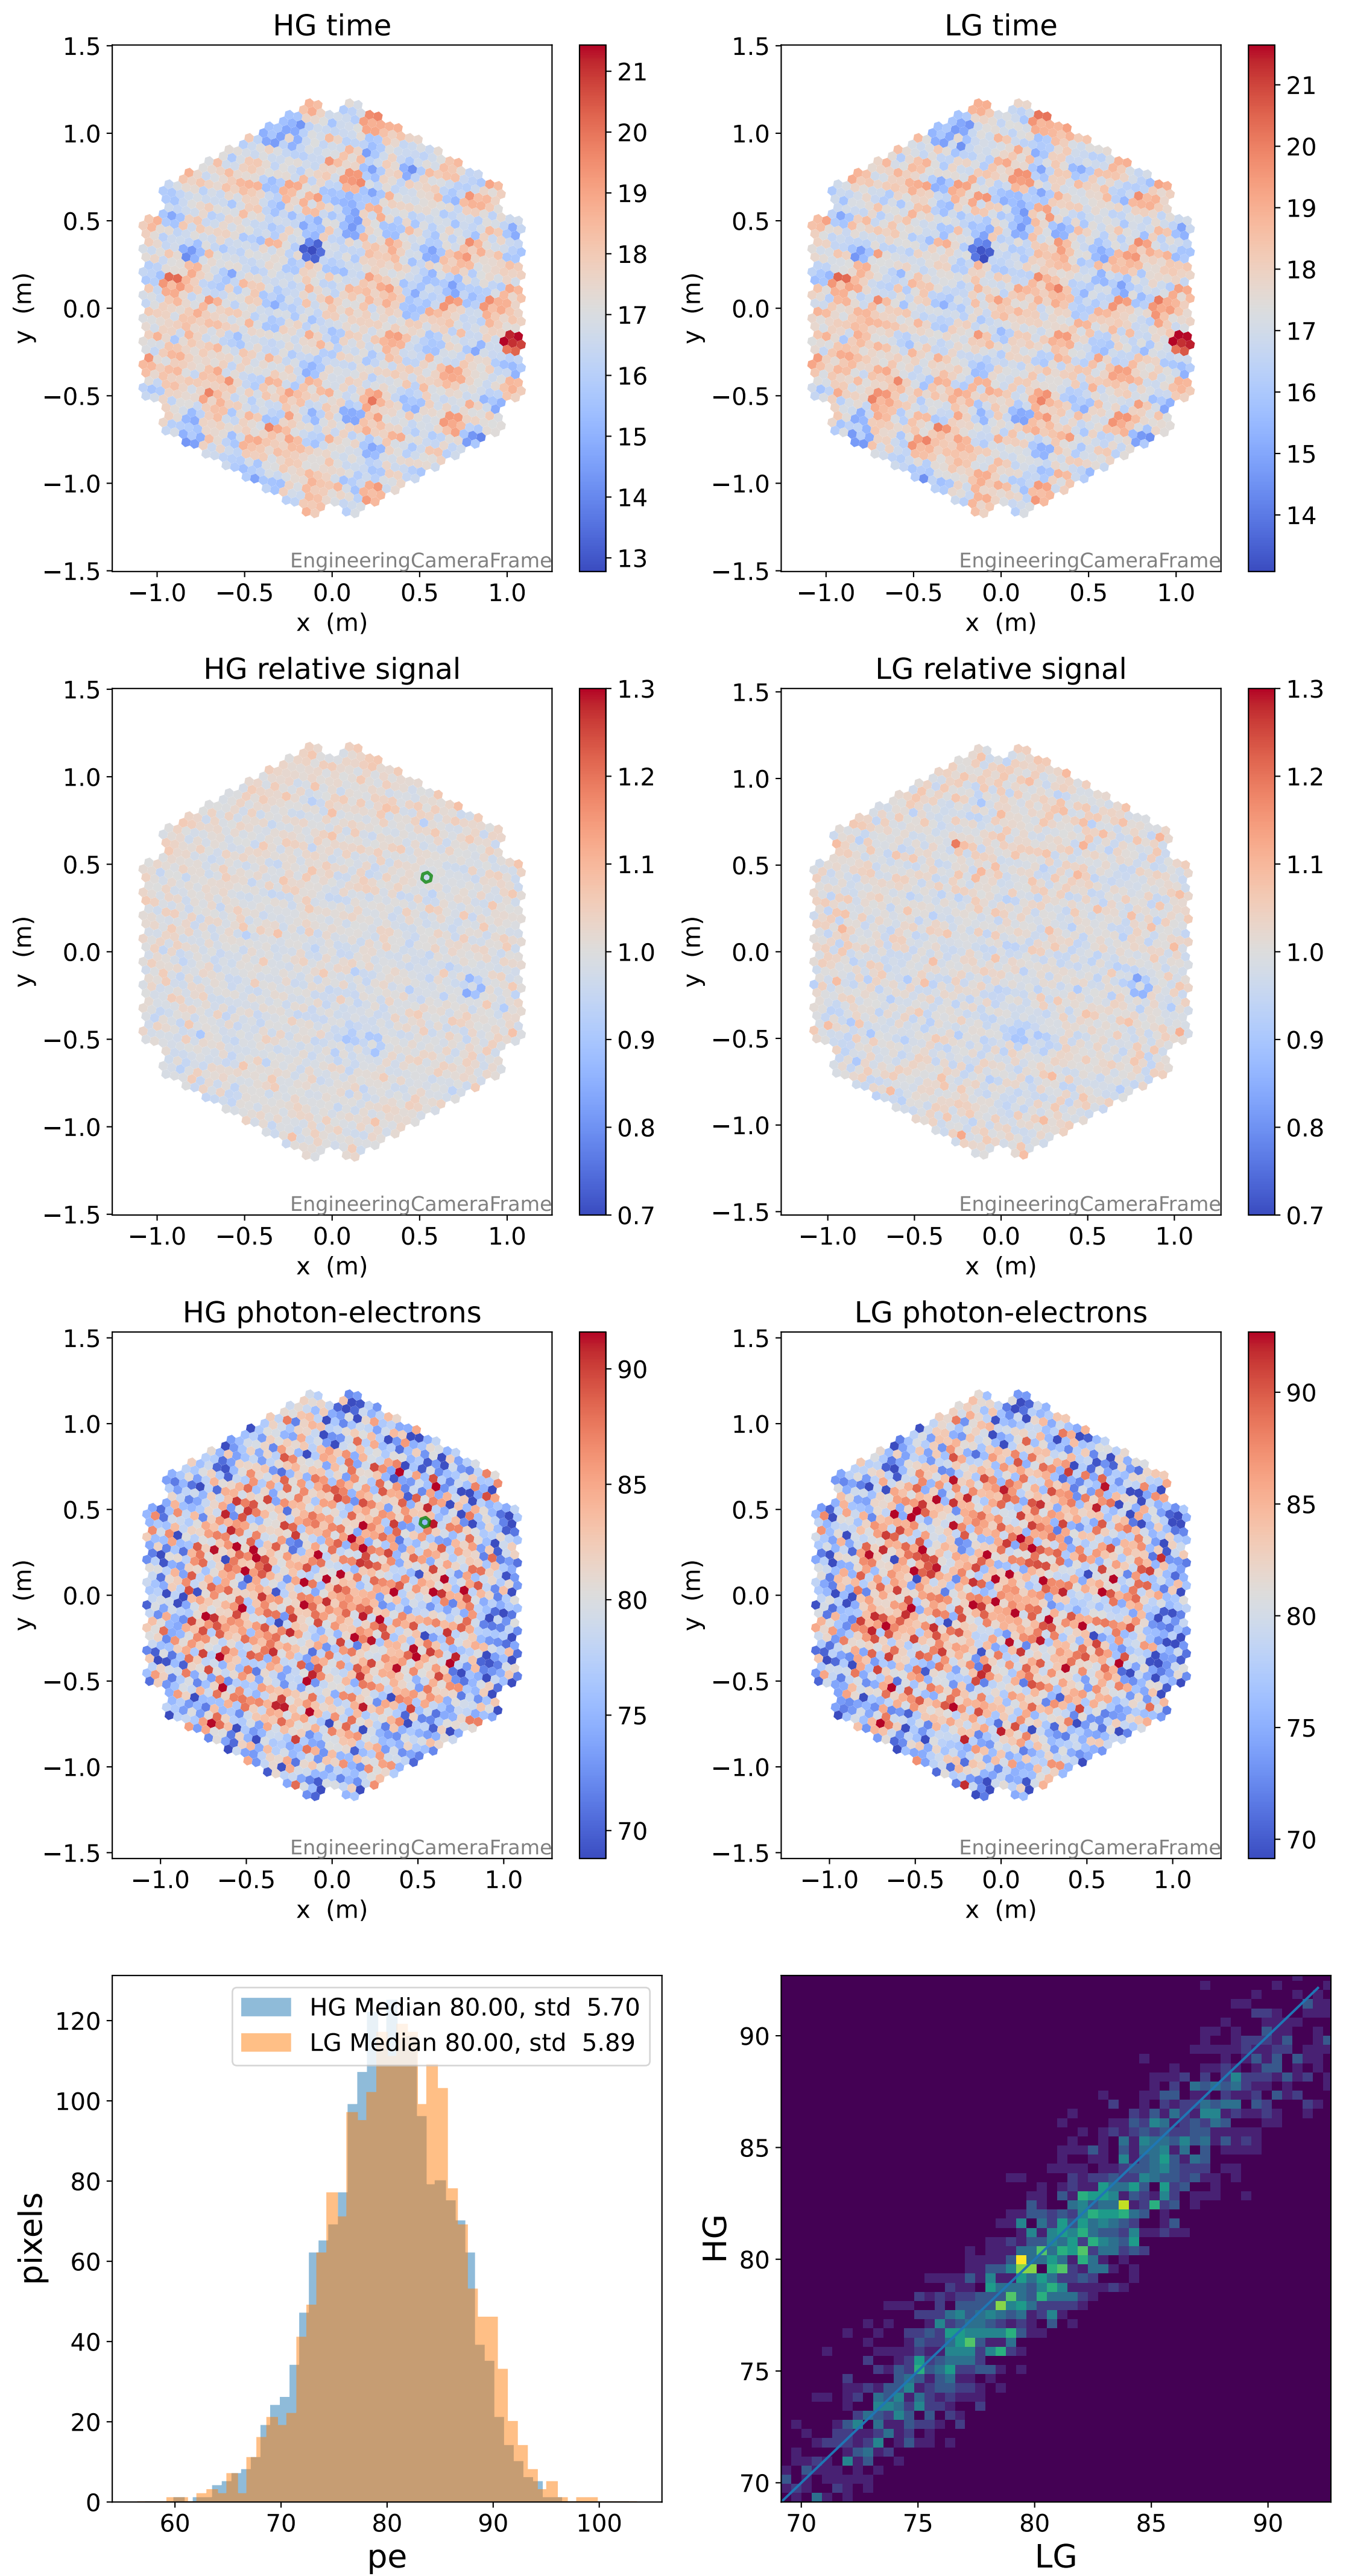 HG time
LG time
1.5
1.0
0.5
0.0
−0.5
−1.0
−1.5
y (m)
−1.0 −0.5 0.0 0.5 1.0
x (m)
EngineeringCameraFrame
21
20
19
18
17
16
15
14
13
1.5
1.0
0.5
0.0
−0.5
−1.0
−1.5
y (m)
−1.0 −0.5 0.0 0.5 1.0
x (m)
EngineeringCameraFrame
21
20
19
18
17
16
15
14
HG relative signal
LG relative signal
1.5
1.0
0.5
0.0
−0.5
−1.0
−1.5
y (m)
−1.0 −0.5 0.0 0.5 1.0
x (m)
EngineeringCameraFrame
1.3
1.2
1.1
1.0
0.9
0.8
0.7
1.5
1.0
0.5
0.0
−0.5
−1.0
−1.5
y (m)
−1.0 −0.5 0.0 0.5 1.0
x (m)
EngineeringCameraFrame
1.3
1.2
1.1
1.0
0.9
0.8
0.7
HG photon-electrons
LG photon-electrons
1.5
1.0
0.5
0.0
−0.5
−1.0
−1.5
y (m)
−1.0 −0.5 0.0 0.5 1.0
x (m)
EngineeringCameraFrame
90
85
80
75
70
1.5
1.0
0.5
0.0
−0.5
−1.0
−1.5
y (m)
−1.0 −0.5 0.0 0.5 1.0
x (m)
EngineeringCameraFrame
90
85
80
75
70
HG Median 80.00, std 5.70
LG Median 80.00, std 5.89
120
100
80
60
40
20
0
pixels
60 70 80 90 100
pe
90
85
80
75
70
HG
70 75 80 85 90
LG